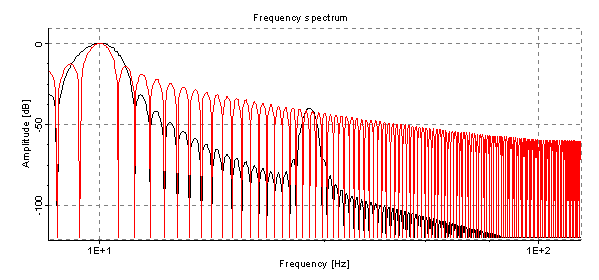 Frequency spectrum
0
-50
-100
Amplitude [dB]
1E+1
1E+2
Frequency [Hz]